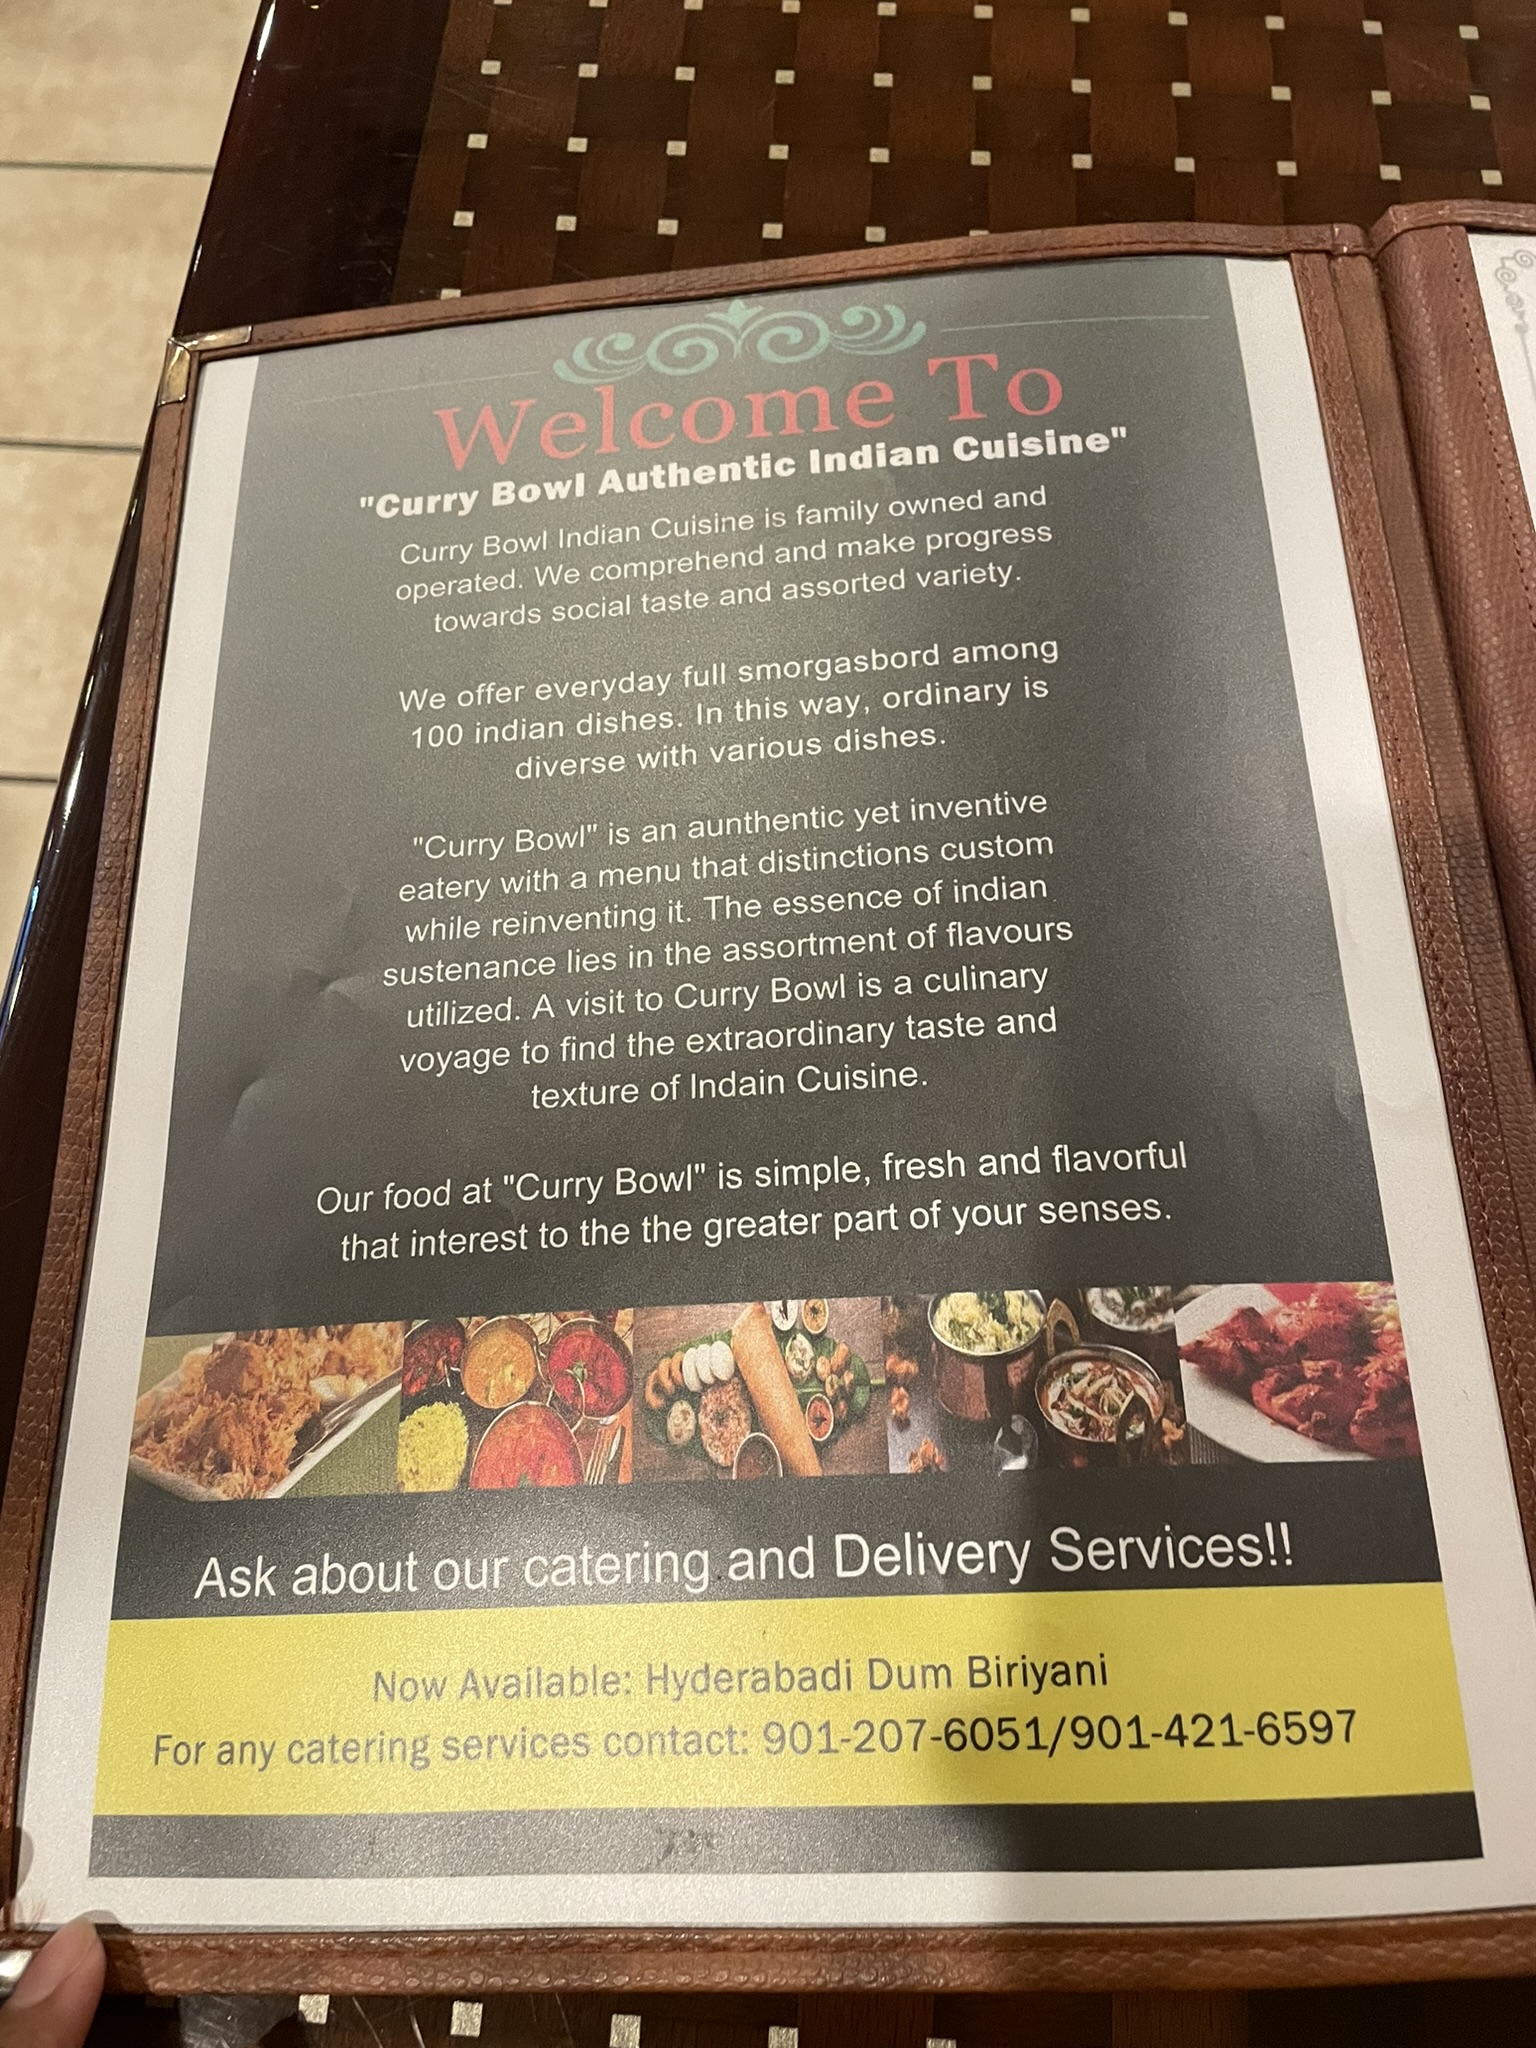 Welcome To
"Curry Bowl Authentic Indian Cuisine"
Curry Bowl Indian Cuisine is family owned and
operated. We comprehend and make progress
towards social taste and assorted variety.
We offer everyday full smorgasbord among
100 indian dishes. In this way, ordinary is
diverse with various dishes.
"Curry Bowl" is an aunthentic yet inventive
eatery with a menu that distinctions custom
while reinventing it. The essence of indian
sustenance lies in the assortment of flavours
utilized. A visit to Curry Bowl is a culinary
voyage to find the extraordinary taste and
texture of Indain Cuisine.
Our food at "Curry Bowl" is simple, fresh and flavorful
that interest to the the greater part of your senses.
Ask about our catering and Delivery Services!!
Now Available: Hyderabadi Dum Biriyani
For any catering services contact: 901-207-6051/901-421-6597